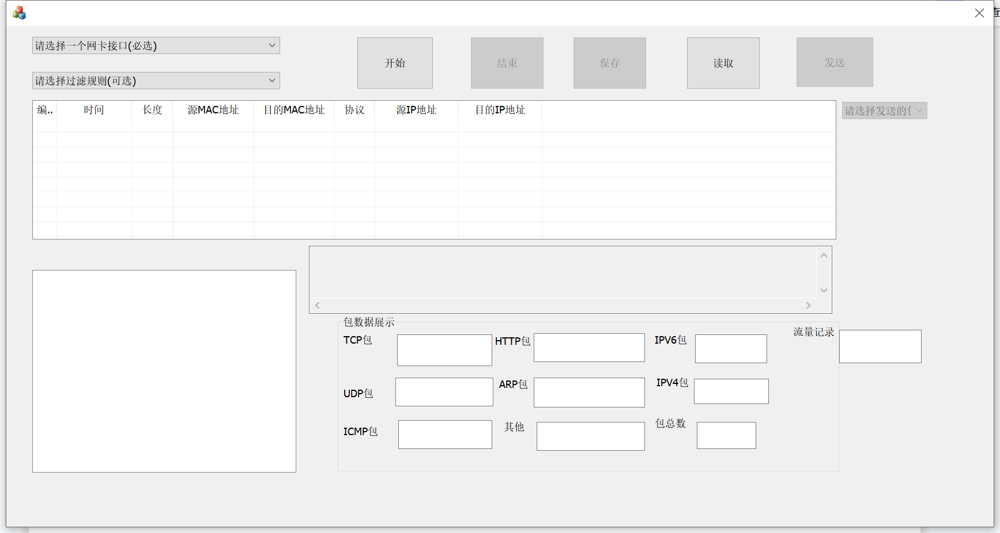 查
请选择一个网卡接口(必选)
开始
结束
保存
读取
发送
请选择过滤规则(可选)
编.. 时间 长度 源MAC地址 目的MAC地址 协议 源IP地址 目的IP地址
请选择发送的
包数据展示
TCP包
HTTP包
IPV6包
流量记录
UDP包
ARP包
IPV4包
ICMP包
其他
包总数